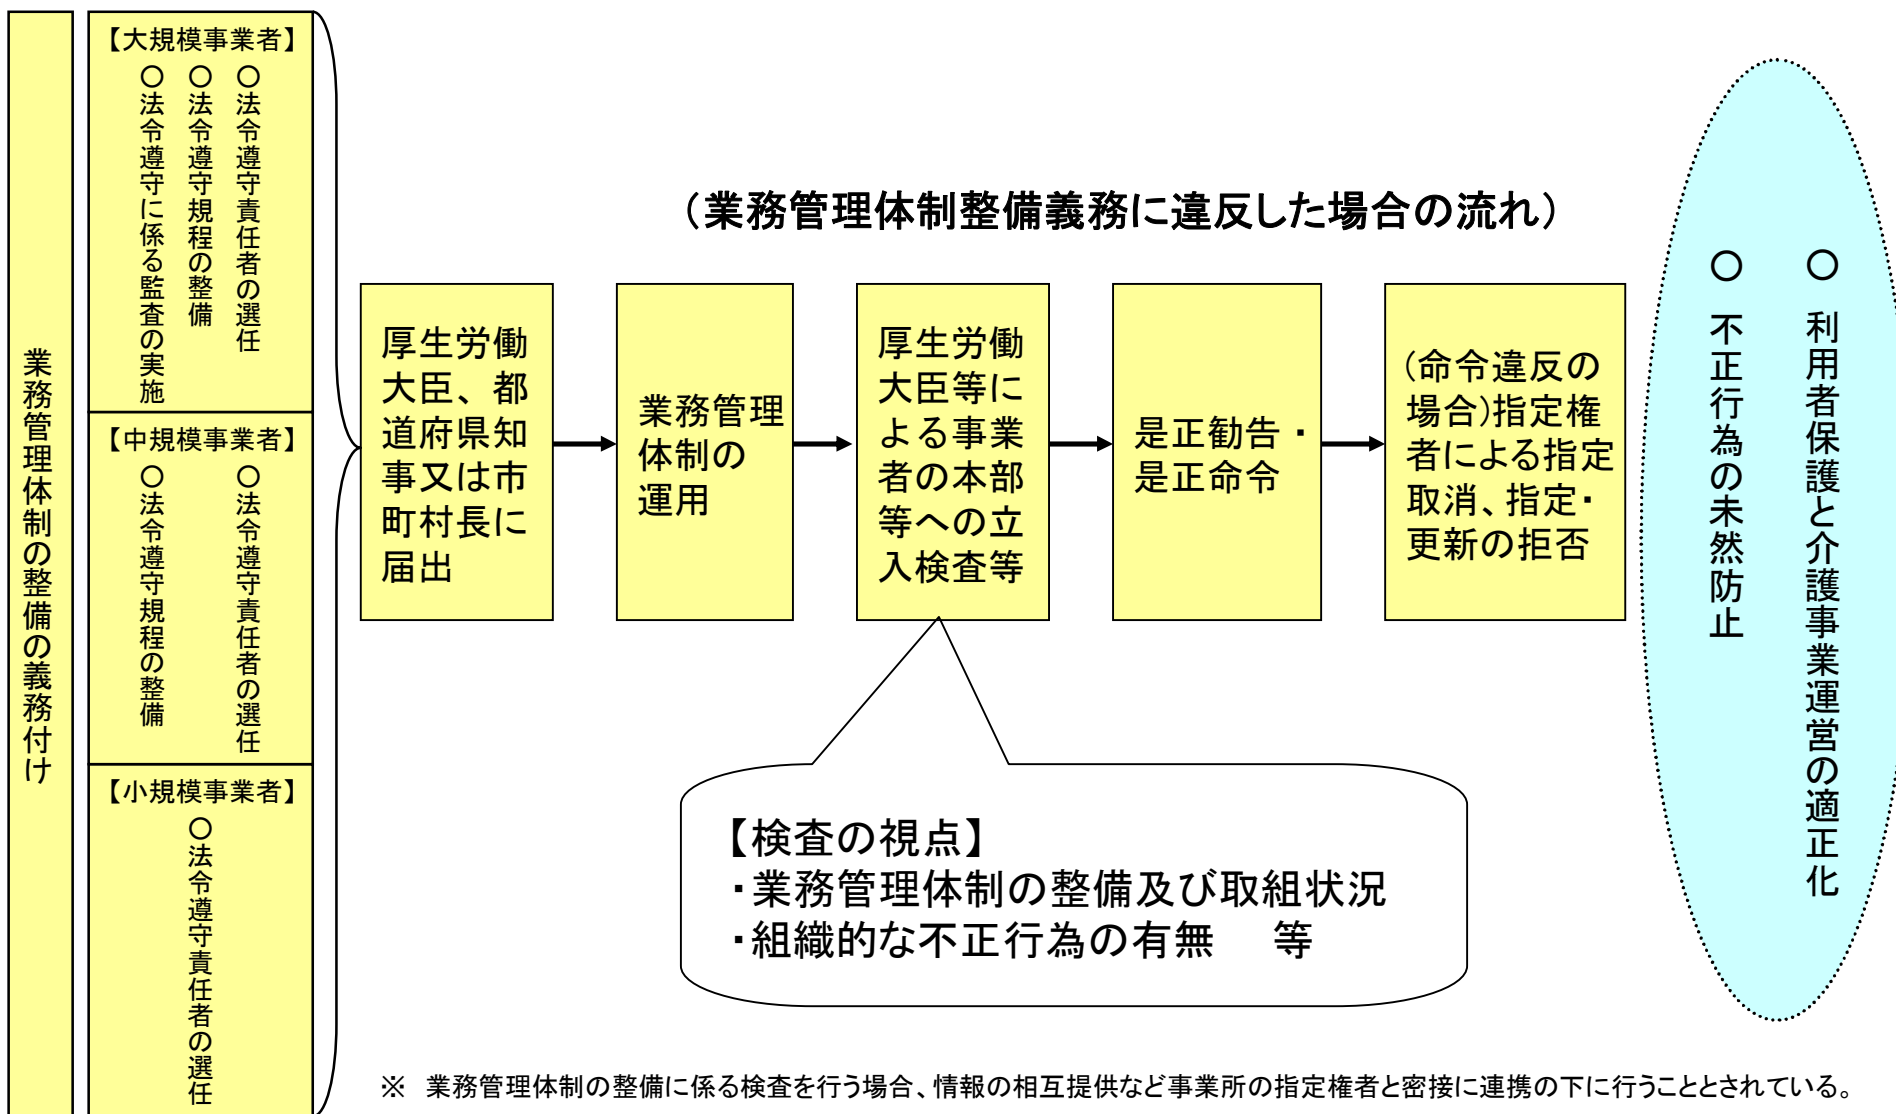 業務管理体制の整備の義務付け
【大規模事業者】
〇法令遵守責任者の選任
〇法令遵守規程の整備
〇法令遵守に係る監査の実施
【中規模事業者】
〇法令遵守責任者の選任
〇法令遵守規程の整備
【小規模事業者】
〇法令遵守責任者の選任
（業務管理体制整備義務に違反した場合の流れ）
厚生労働
大臣、都
道府県知
事又は市
町村長に
届出
業務管理
体制の
運用
厚生労働
大臣等に
よる事業
者の本部
等への立
入検査等
是正勧告・
是正命令
(命令違反の
場合)指定権
者による指定
取消、指定・
更新の拒否
【検査の視点】
・業務管理体制の整備及び取組状況
・組織的な不正行為の有無　等
〇 利用者保護と介護事業運営の適正化
〇 不正行為の未然防止
※ 業務管理体制の整備に係る検査を行う場合、情報の相互提供など事業所の指定権者と密接に連携の下に行うこととされている。